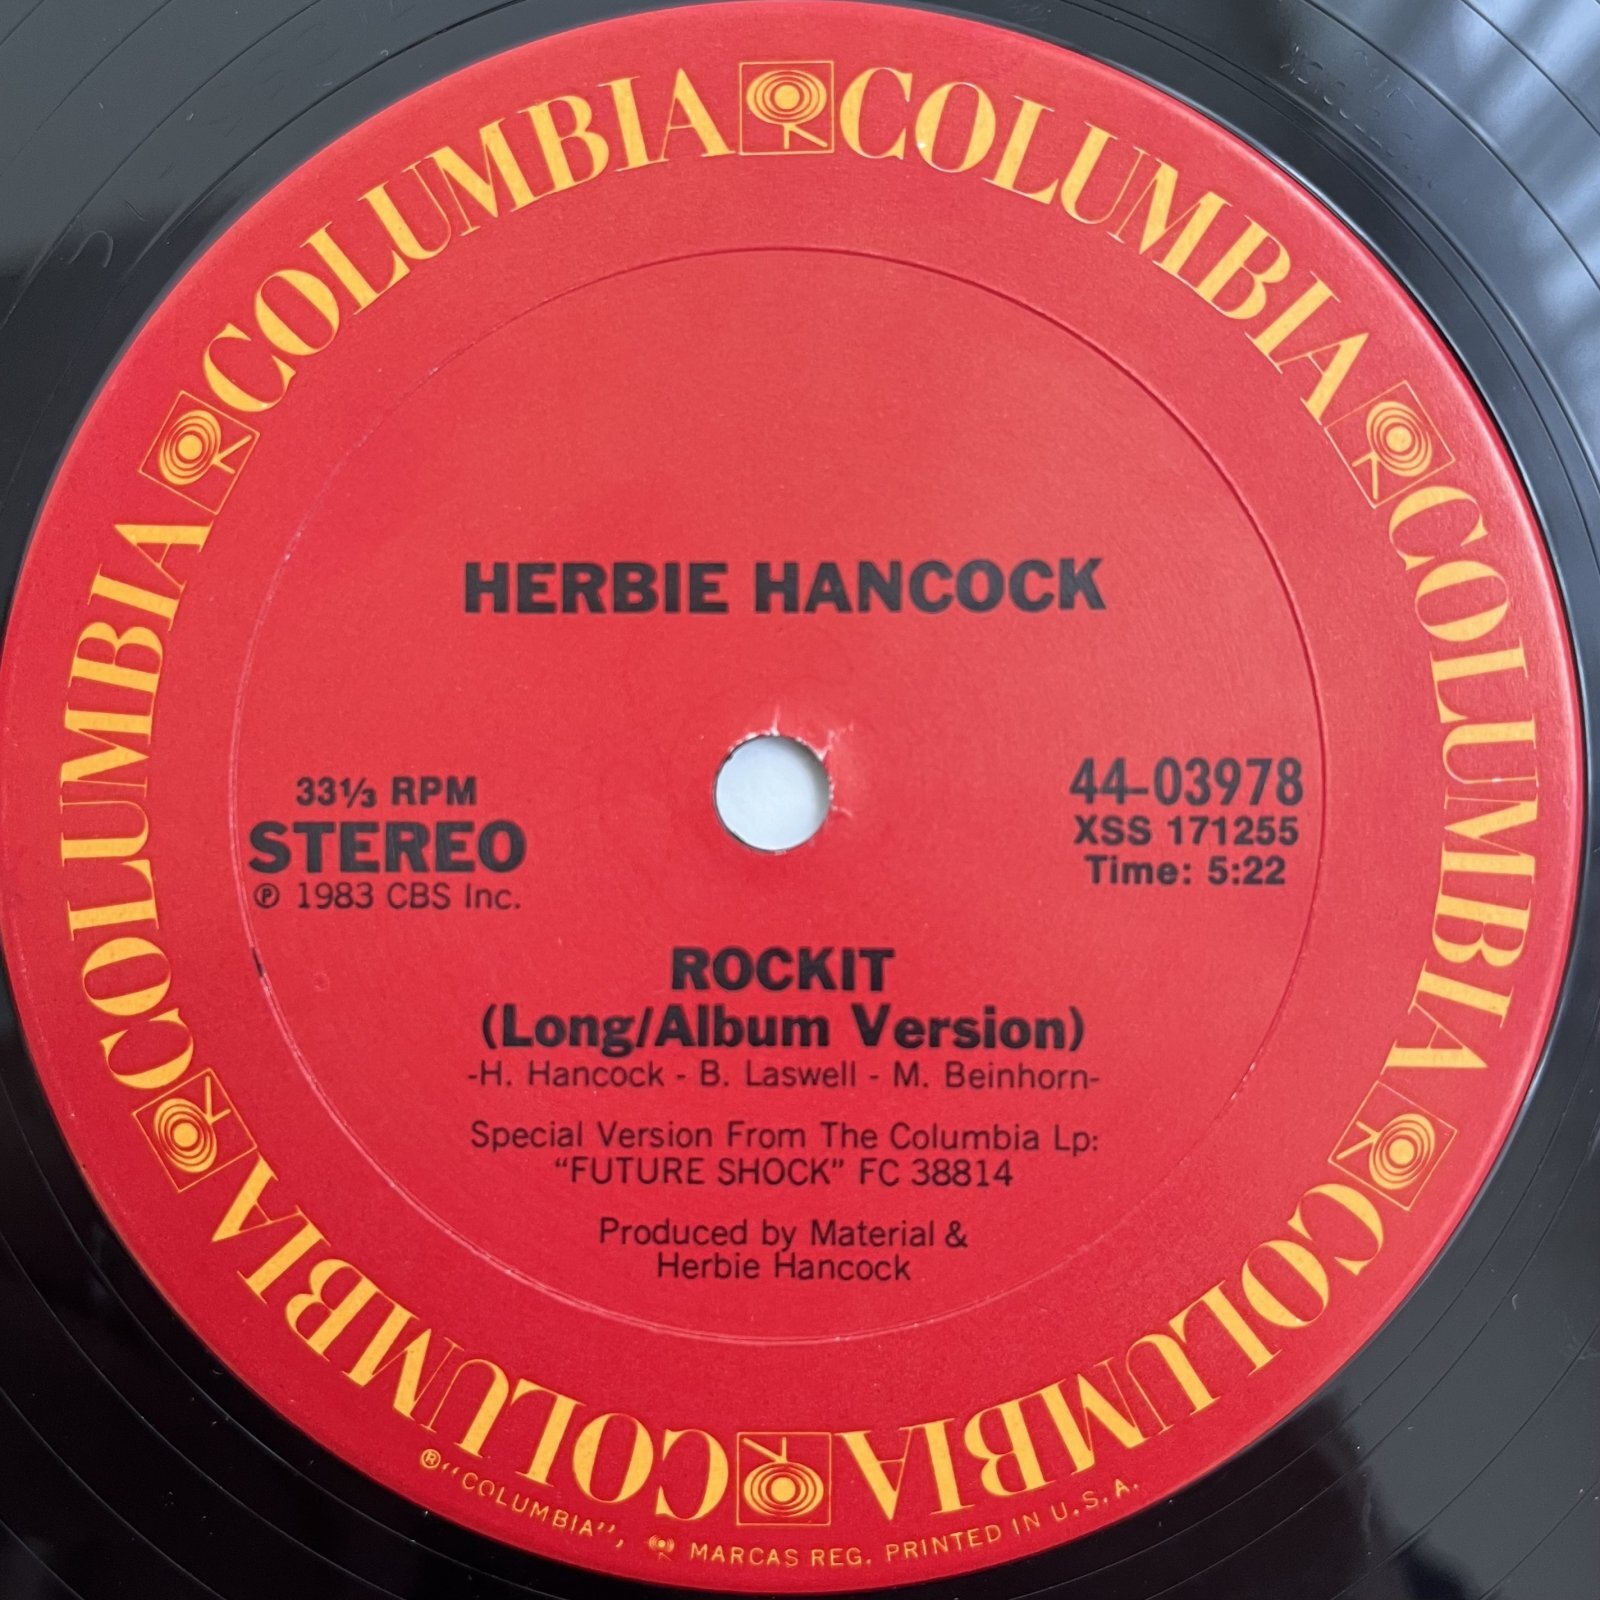 COLUMBIA COLUMBIA COLUMBIA COLUMBIA COLUMBIA COLUMBIA
HERBIE HANCOCK
33⅓ RPM
STEREO
℗ 1983 CBS Inc.
44-03978
XSS 171255
Time: 5:22
ROCKIT
(Long/Album Version)
-H. Hancock - B. Laswell - M. Beinhorn-
Special Version From The Columbia Lp:
“FUTURE SHOCK” FC 38814
Produced by Material &
Herbie Hancock
®“COLUMBIA”, MARCAS REG. PRINTED IN U.S.A.